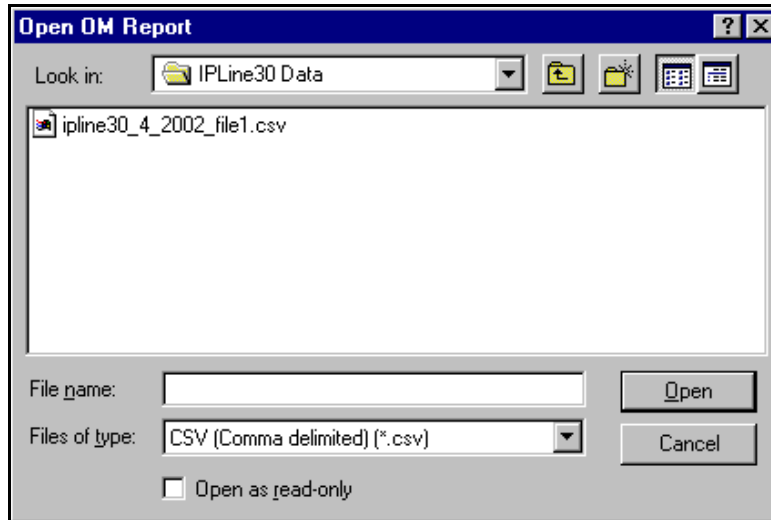 Open OM Report
Look in: IPLine30 Data
ipline30_4_2002_file1.csv
File name: Open
Files of type: CSV (Comma delimited) (*.csv) Cancel
Open as read-only